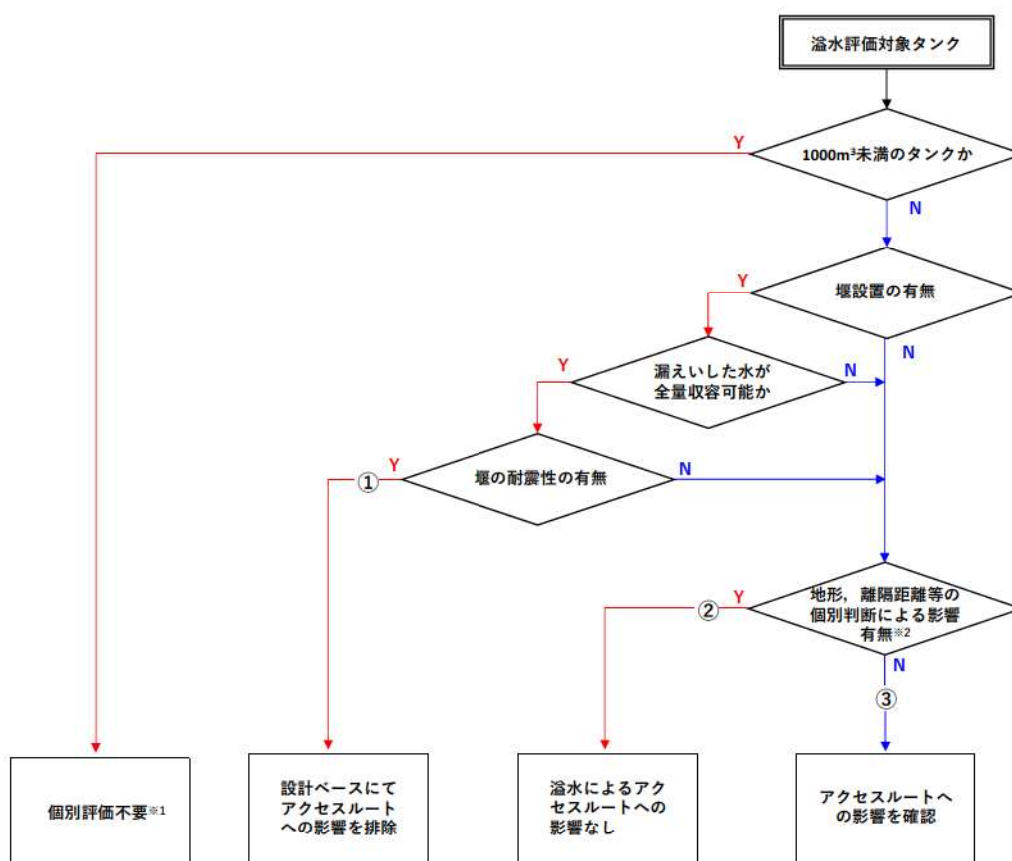 溢水評価対象タンク
1000m³未満のタンクか
Y
N
堰設置の有無
Y
N
漏えいした水が
全量収容可能か
Y
N
堰の耐震性の有無
Y
N
①
地形，離隔距離等の
個別判断による影響
有無※2
Y
②
N
③
個別評価不要※1
設計ベースにて
アクセスルート
への影響を排除
溢水によるアク
セスルートへの
影響なし
アクセスルートへ
の影響を確認